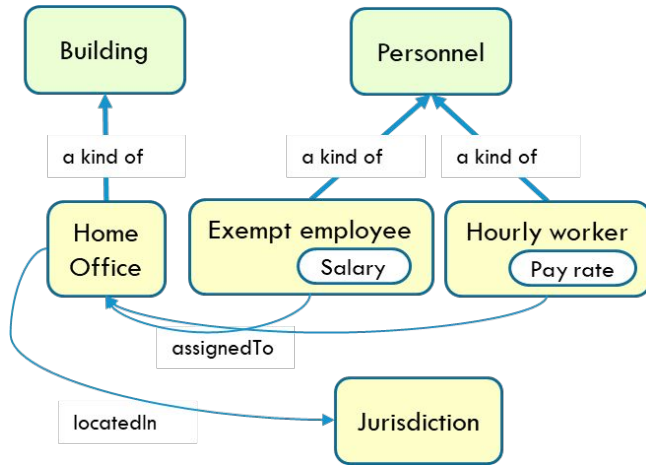 Building
Personnel
a kind of
a kind of
a kind of
Home
Office
Exempt employee
Salary
Hourly worker
Pay rate
assignedTo
locatedIn
Jurisdiction